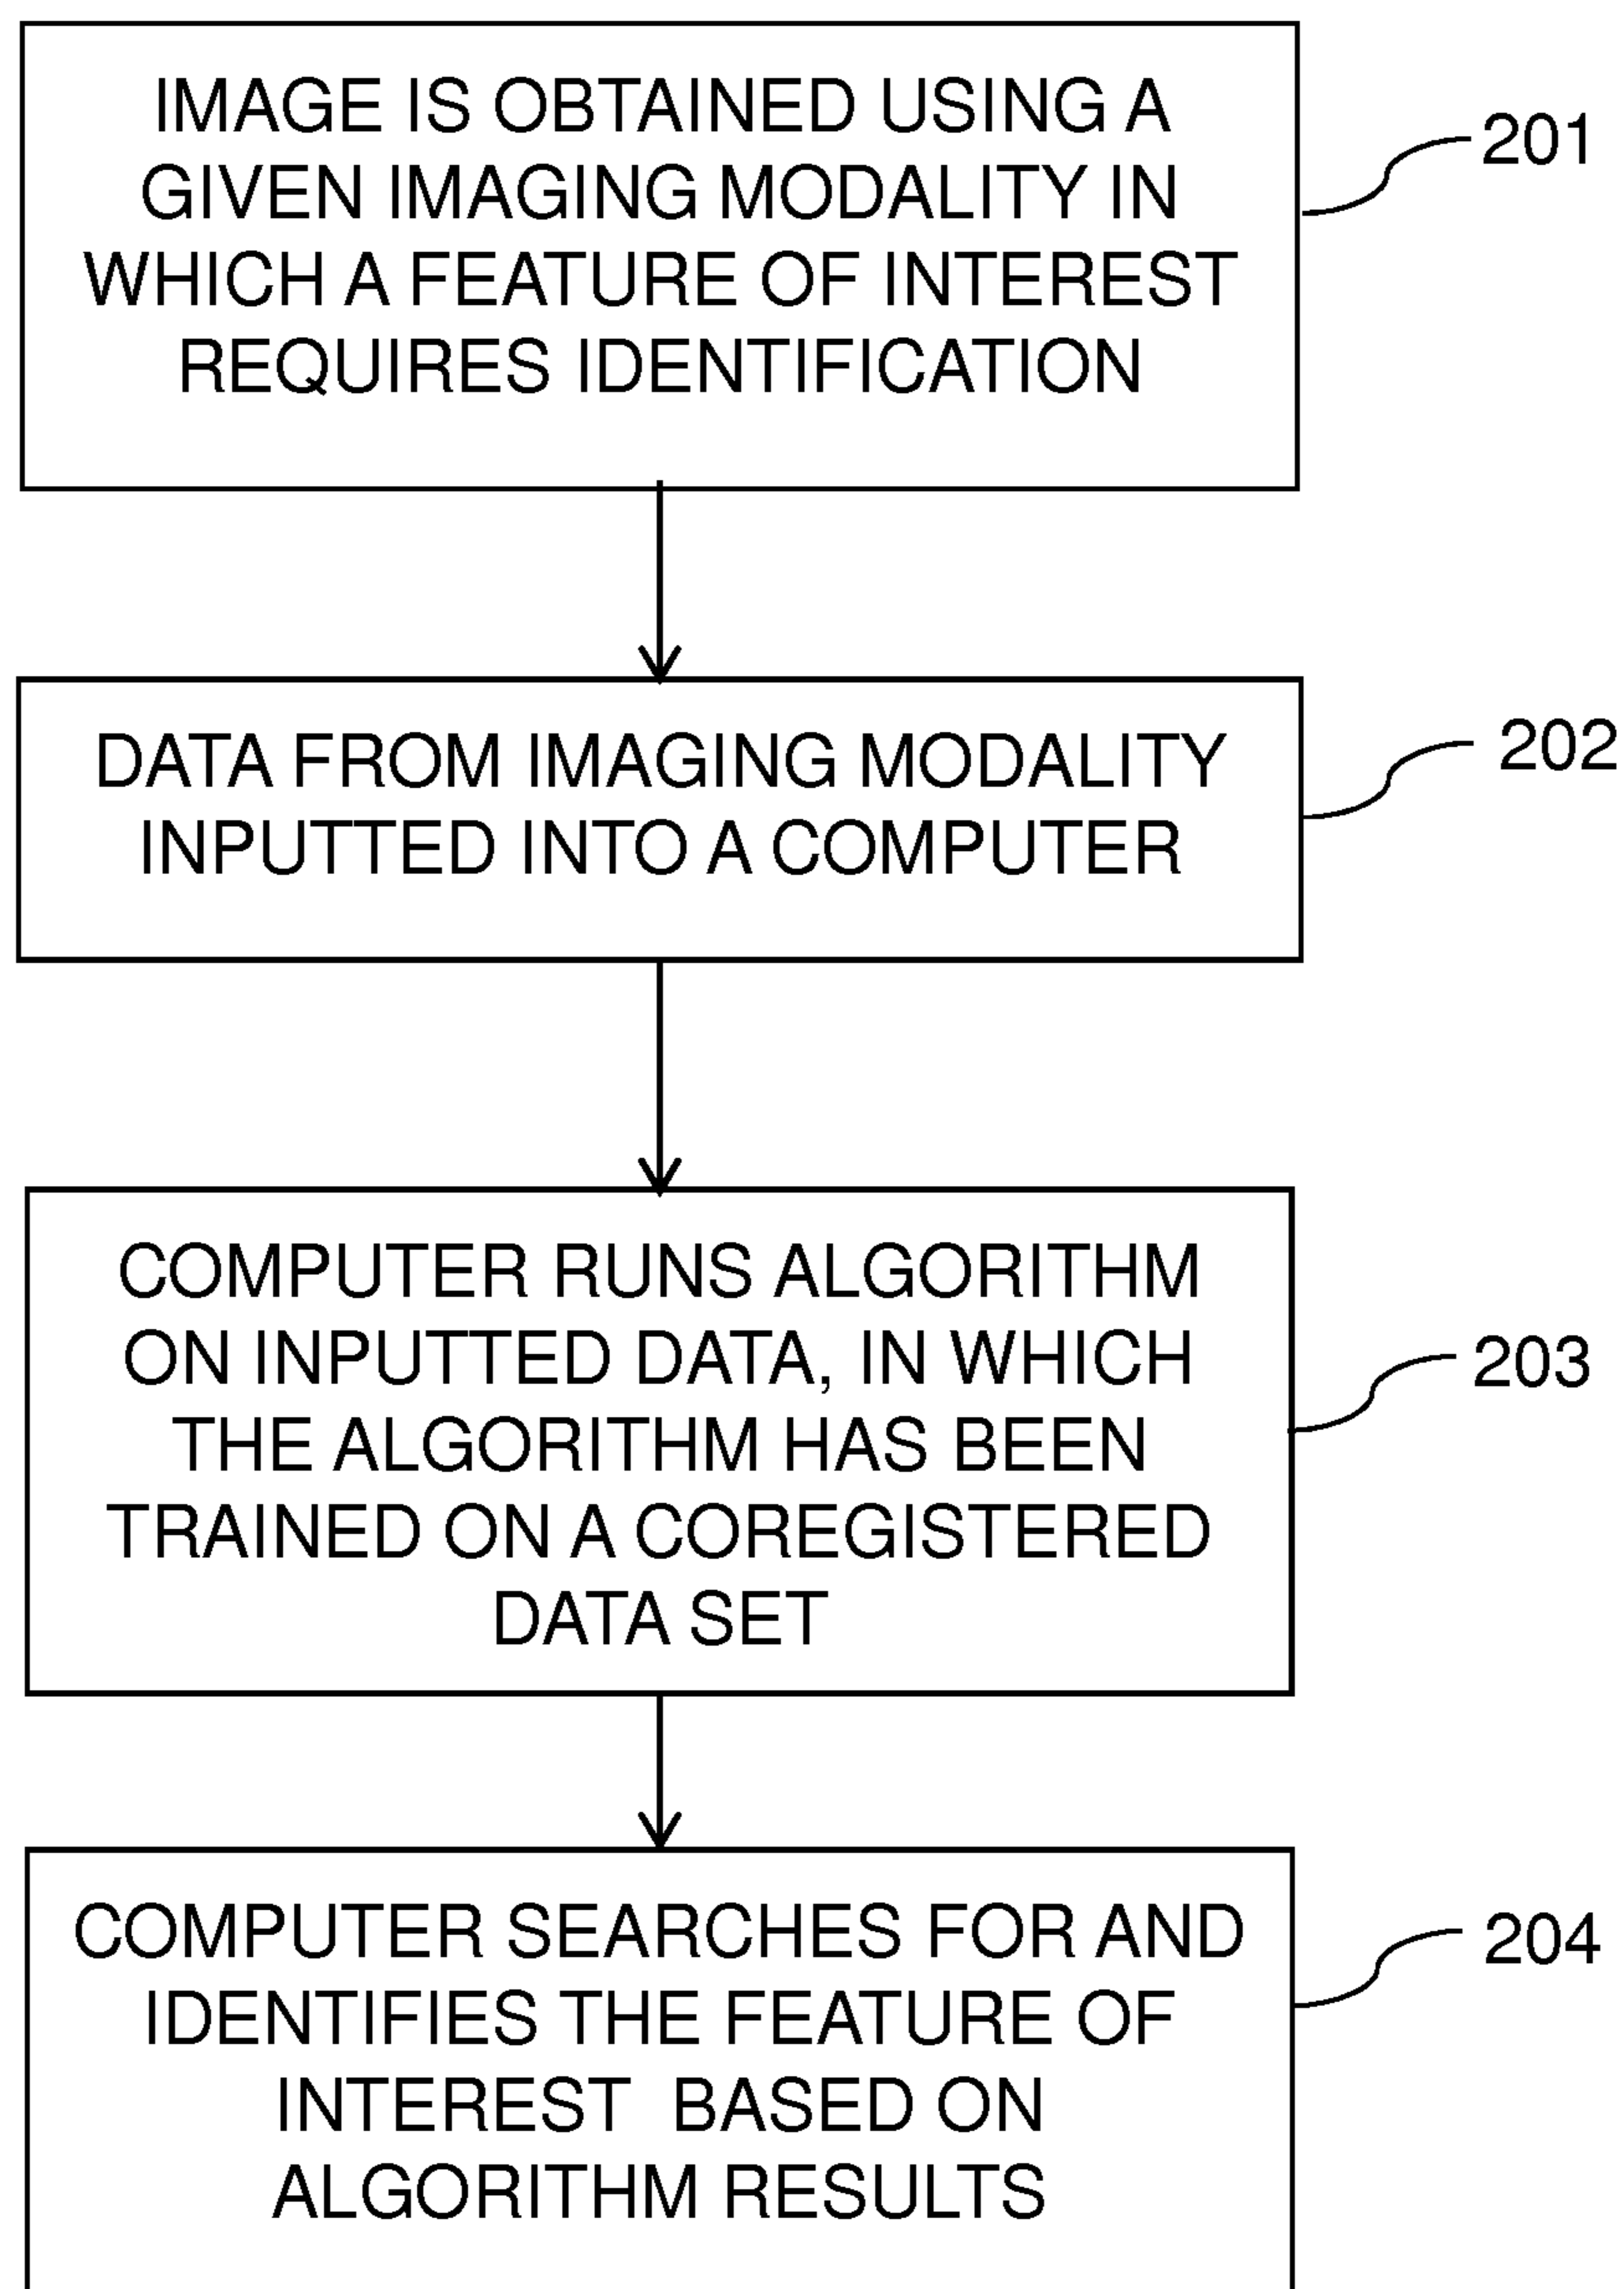 IMAGE IS OBTAINED USING A
GIVEN IMAGING MODALITY IN
WHICH A FEATURE OF INTEREST
REQUIRES IDENTIFICATION
201
DATA FROM IMAGING MODALITY
INPUTTED INTO A COMPUTER
202
COMPUTER RUNS ALGORITHM
ON INPUTTED DATA, IN WHICH
THE ALGORITHM HAS BEEN
TRAINED ON A COREGISTERED
DATA SET
203
COMPUTER SEARCHES FOR AND
IDENTIFIES THE FEATURE OF
INTEREST BASED ON
ALGORITHM RESULTS
204